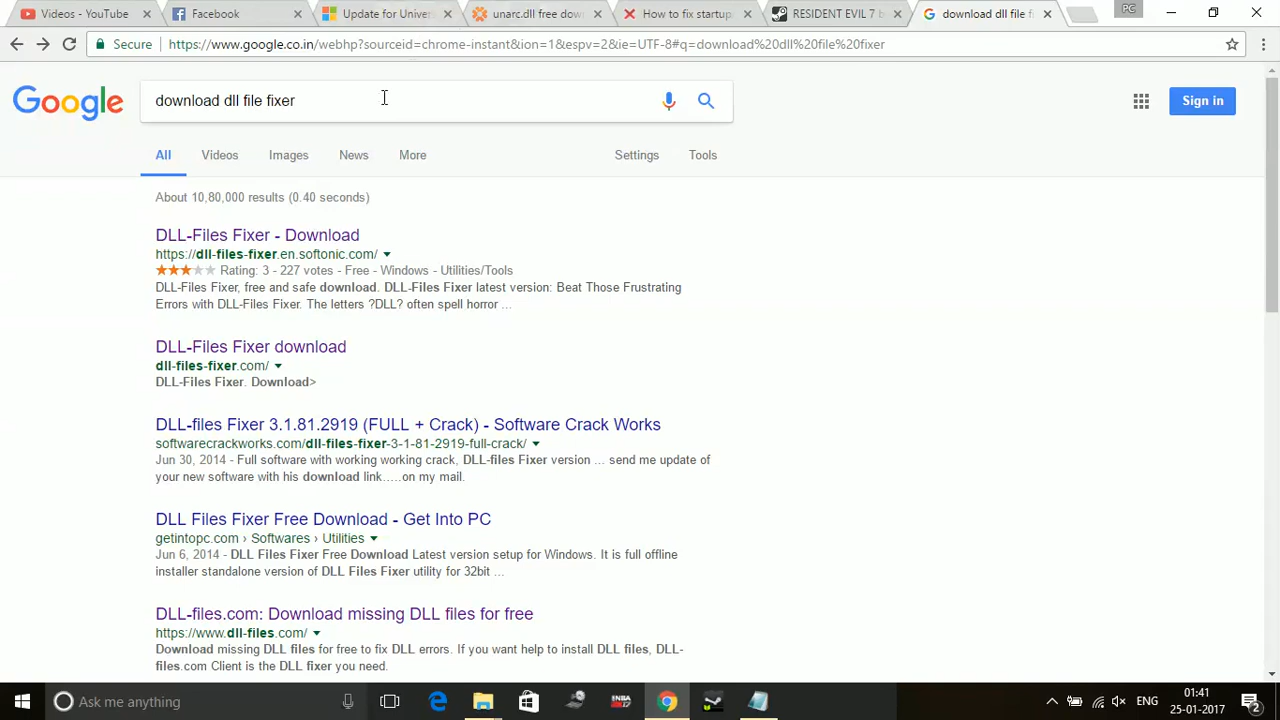 Videos - YouTube
Facebook
Update for Univers
unarc.dll free dow
How to fix startup
RESIDENT EVIL 7 b
download dll file fi
PC
Secure
https://www.google.co.in/webhp?sourceid=chrome-instant&ion=1&espv=2&ie=UTF-8#q=download%20dll%20file%20fixer
Google
download dll file fixer
Sign in
All
Videos
Images
News
More
Settings
Tools
About 10,80,000 results (0.40 seconds)
DLL-Files Fixer - Download
https://dll-files-fixer.en.softonic.com/
Rating: 3 - 227 votes - Free - Windows - Utilities/Tools
DLL-Files Fixer, free and safe download. DLL-Files Fixer latest version: Beat Those Frustrating
Errors with DLL-Files Fixer. The letters ?DLL? often spell horror ...
DLL-Files Fixer download
dll-files-fixer.com/
DLL-Files Fixer. Download>
DLL-files Fixer 3.1.81.2919 (FULL + Crack) - Software Crack Works
softwarecrackworks.com/dll-files-fixer-3-1-81-2919-full-crack/
Jun 30, 2014 - Full software with working working crack, DLL-files Fixer version ... send me update of
your new software with his download link.....on my mail.
DLL Files Fixer Free Download - Get Into PC
getintopc.com › Softwares › Utilities
Jun 6, 2014 - DLL Files Fixer Free Download Latest version setup for Windows. It is full offline
installer standalone version of DLL Files Fixer utility for 32bit ...
DLL-files.com: Download missing DLL files for free
https://www.dll-files.com/
Download missing DLL files for free to fix DLL errors. If you want help to install DLL files, DLL-
files.com Client is the DLL fixer you need.
Ask me anything
ENG
01:41
25-01-2017
2